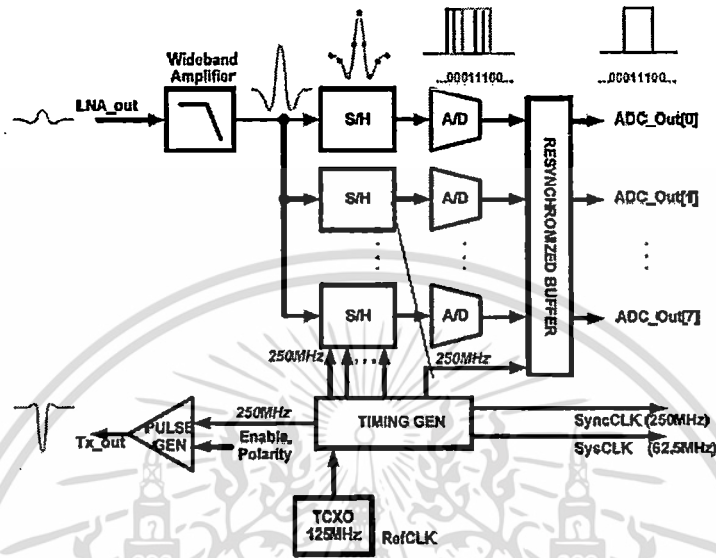 Wideband
Amplifier
...00011100...
...00011100...
LNA_out
S/H
A/D
ADC_Out[0]
S/H
A/D
ADC_Out[1]
RESYNCHRONIZED BUFFER
S/H
A/D
ADC_Out[7]
250MHz
250MHz
250MHz
TIMING GEN
SyncCLK (250MHz)
SysCLK (62.5MHz)
PULSE
GEN
Tx_out
Enable,
Polarity
TCXO
125MHz
RefCLK